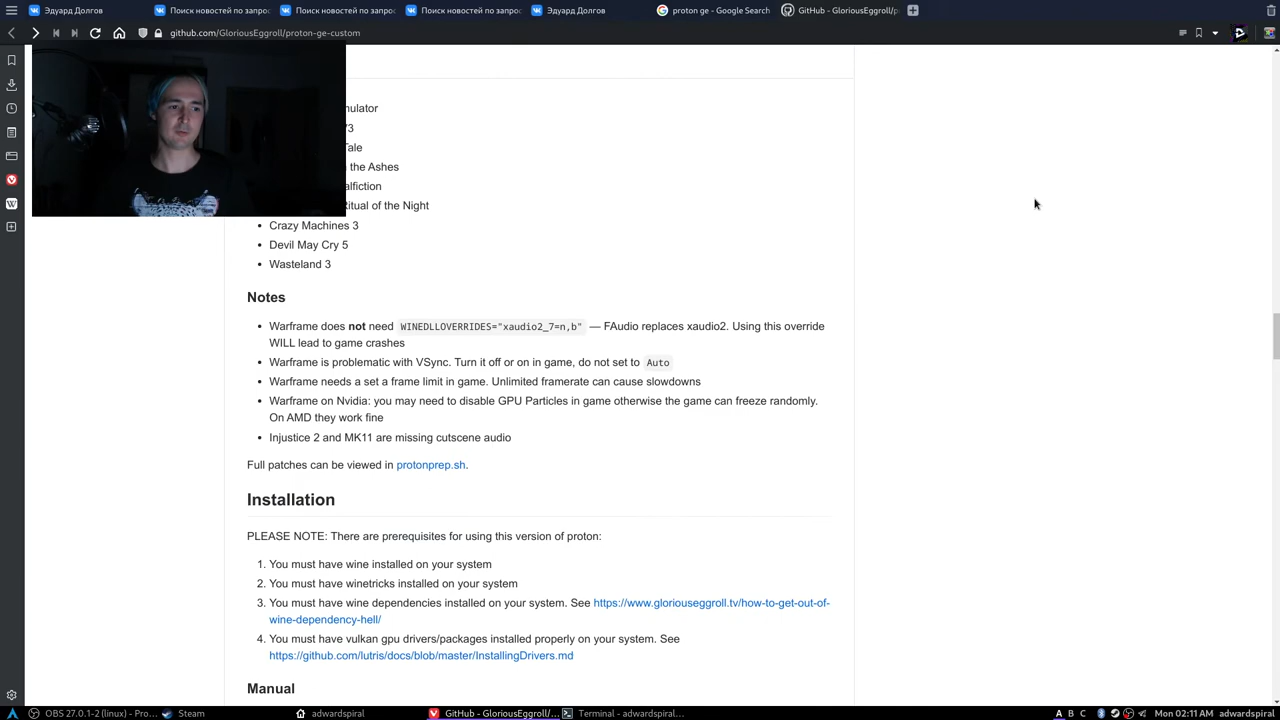 Эдуард Долгов
Поиск новостей по запрос
Поиск новостей по запрос
Поиск новостей по запрос
Эдуард Долгов
proton ge - Google Search
GitHub - GloriousEggroll/p
github.com/GloriousEggroll/proton-ge-custom
mulator
V3
Tale
the Ashes
alfiction
Ritual of the Night
Crazy Machines 3
Devil May Cry 5
Wasteland 3
Notes
Warframe does not need WINEDLLOVERRIDES="xaudio2_7=n,b" — FAudio replaces xaudio2. Using this override
WILL lead to game crashes
Warframe is problematic with VSync. Turn it off or on in game, do not set to Auto
Warframe needs a set a frame limit in game. Unlimited framerate can cause slowdowns
Warframe on Nvidia: you may need to disable GPU Particles in game otherwise the game can freeze randomly.
On AMD they work fine
Injustice 2 and MK11 are missing cutscene audio
Full patches can be viewed in protonprep.sh.
Installation
PLEASE NOTE: There are prerequisites for using this version of proton:
1. You must have wine installed on your system
2. You must have winetricks installed on your system
3. You must have wine dependencies installed on your system. See https://www.gloriouseggroll.tv/how-to-get-out-of-
wine-dependency-hell/
4. You must have vulkan gpu drivers/packages installed properly on your system. See
https://github.com/lutris/docs/blob/master/InstallingDrivers.md
Manual
OBS 27.0.1-2 (linux) - Pro...
Steam
adwardspiral
GitHub - GloriousEggroll/...
Terminal - adwardspiral...
A B C
Mon 02:11 AM
adwardspiral